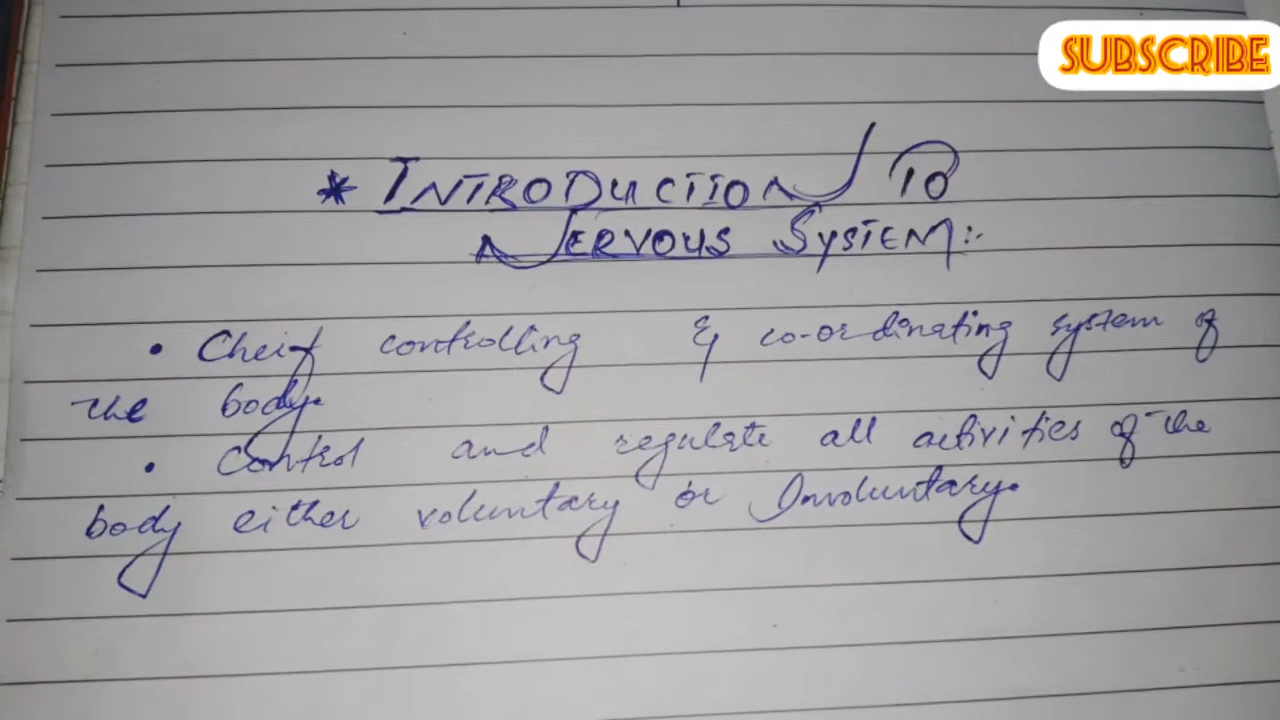 SUBSCRIBE
* INTRODUCTION TO
NERVOUS SYSTEM:-
• Cheif controlling & co-ordinating system of
the body.
• Control and regulate all activities of the
body either voluntary or Involuntary.